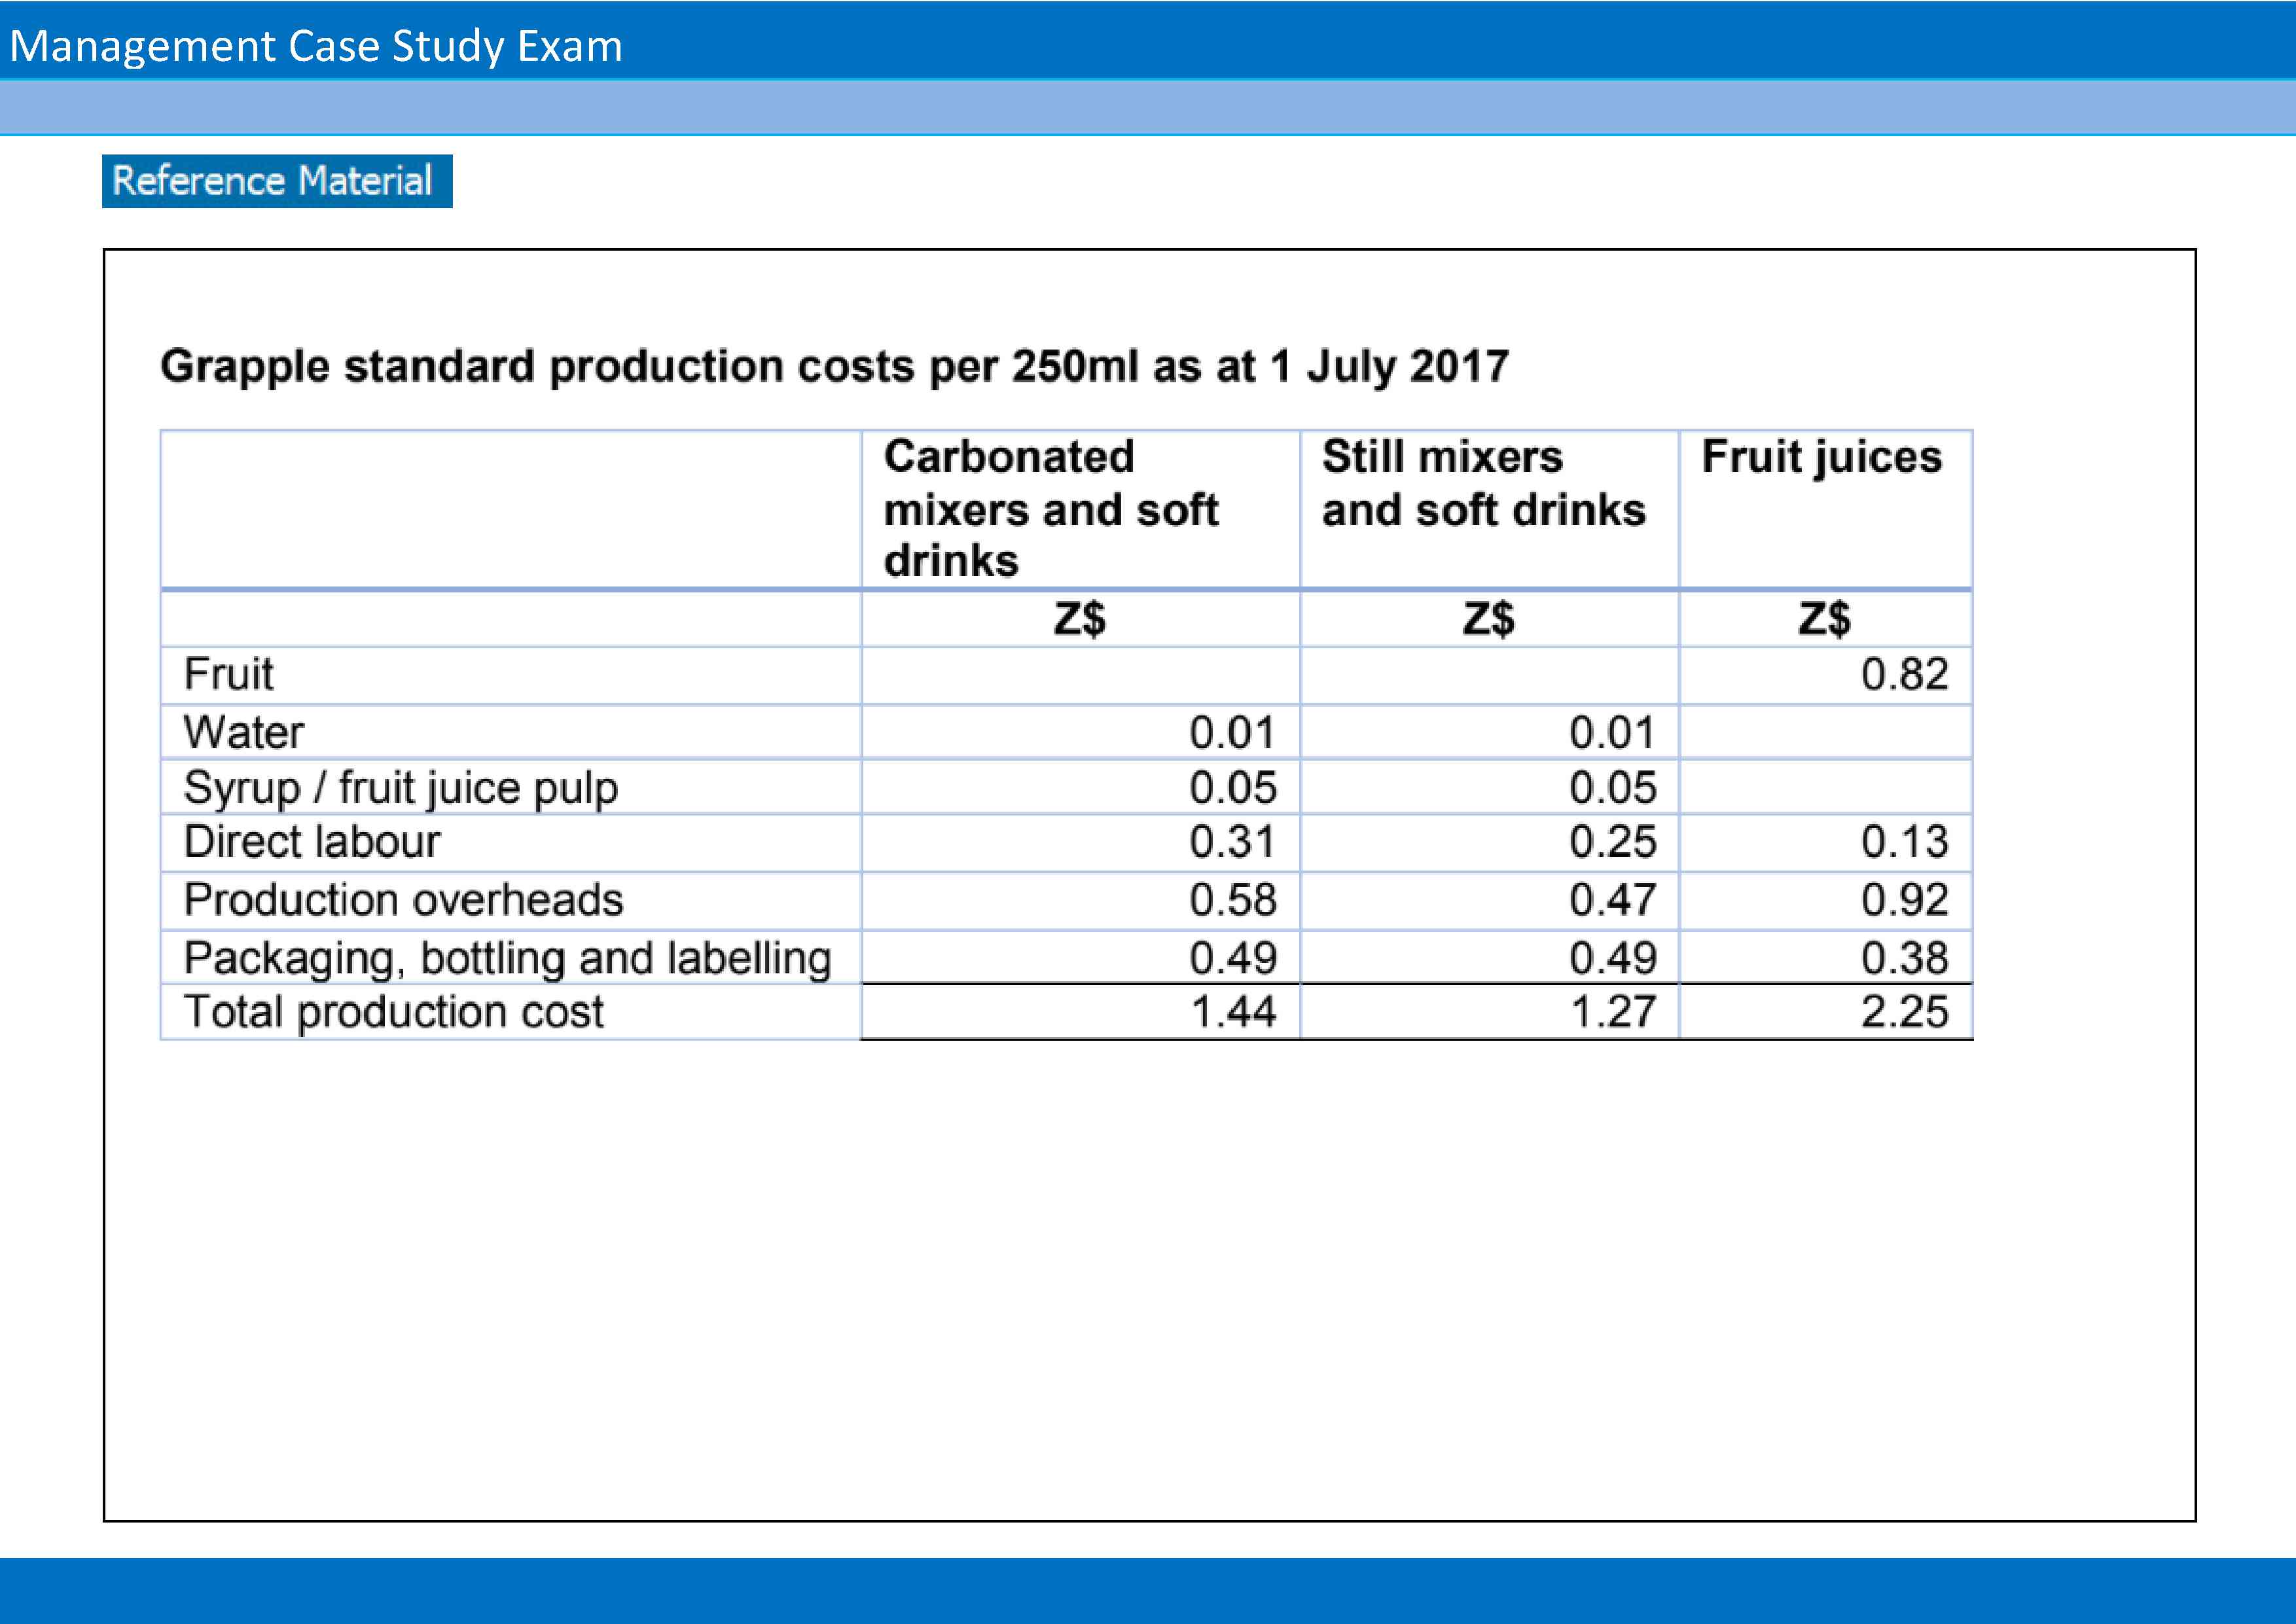 Management Case Study Exam
Reference Material
Grapple standard production costs per 250ml as at 1 July 2017
Carbonated mixers and soft drinks Still mixers and soft drinks Fruit juices
Z$ Z$ Z$
Fruit 0.82
Water 0.01 0.01
Syrup / fruit juice pulp 0.05 0.05
Direct labour 0.31 0.25 0.13
Production overheads 0.58 0.47 0.92
Packaging, bottling and labelling 0.49 0.49 0.38
Total production cost 1.44 1.27 2.25